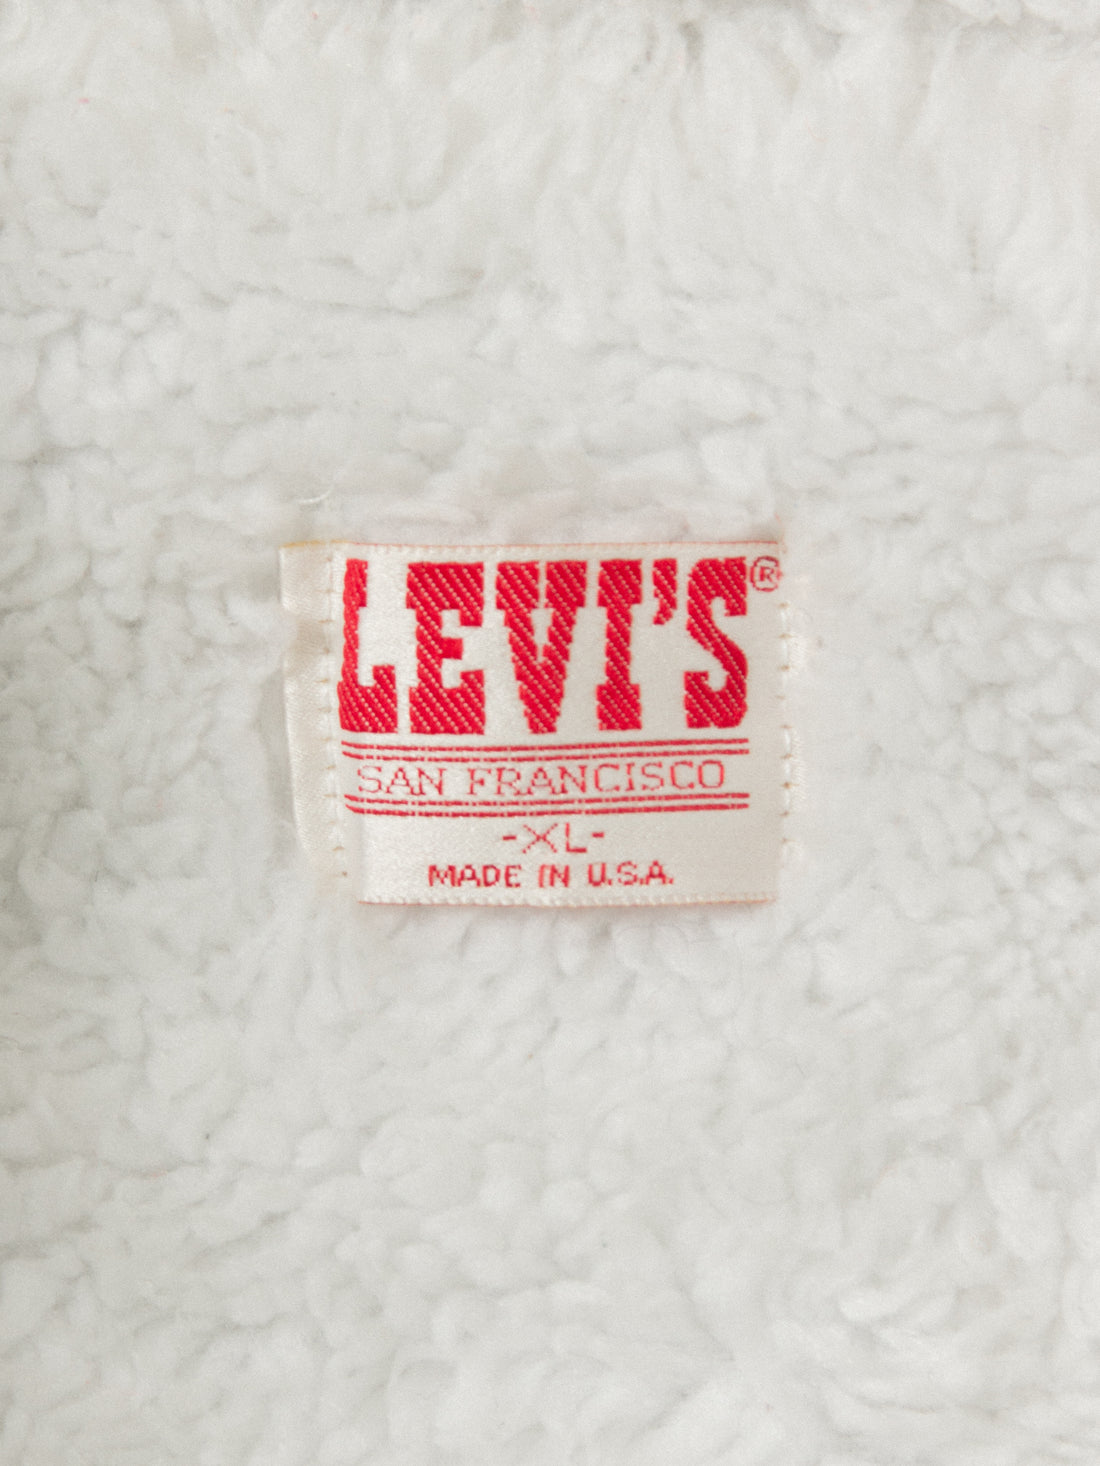 LEVI'S®
SAN FRANCISCO
-XL-
MADE IN U.S.A.